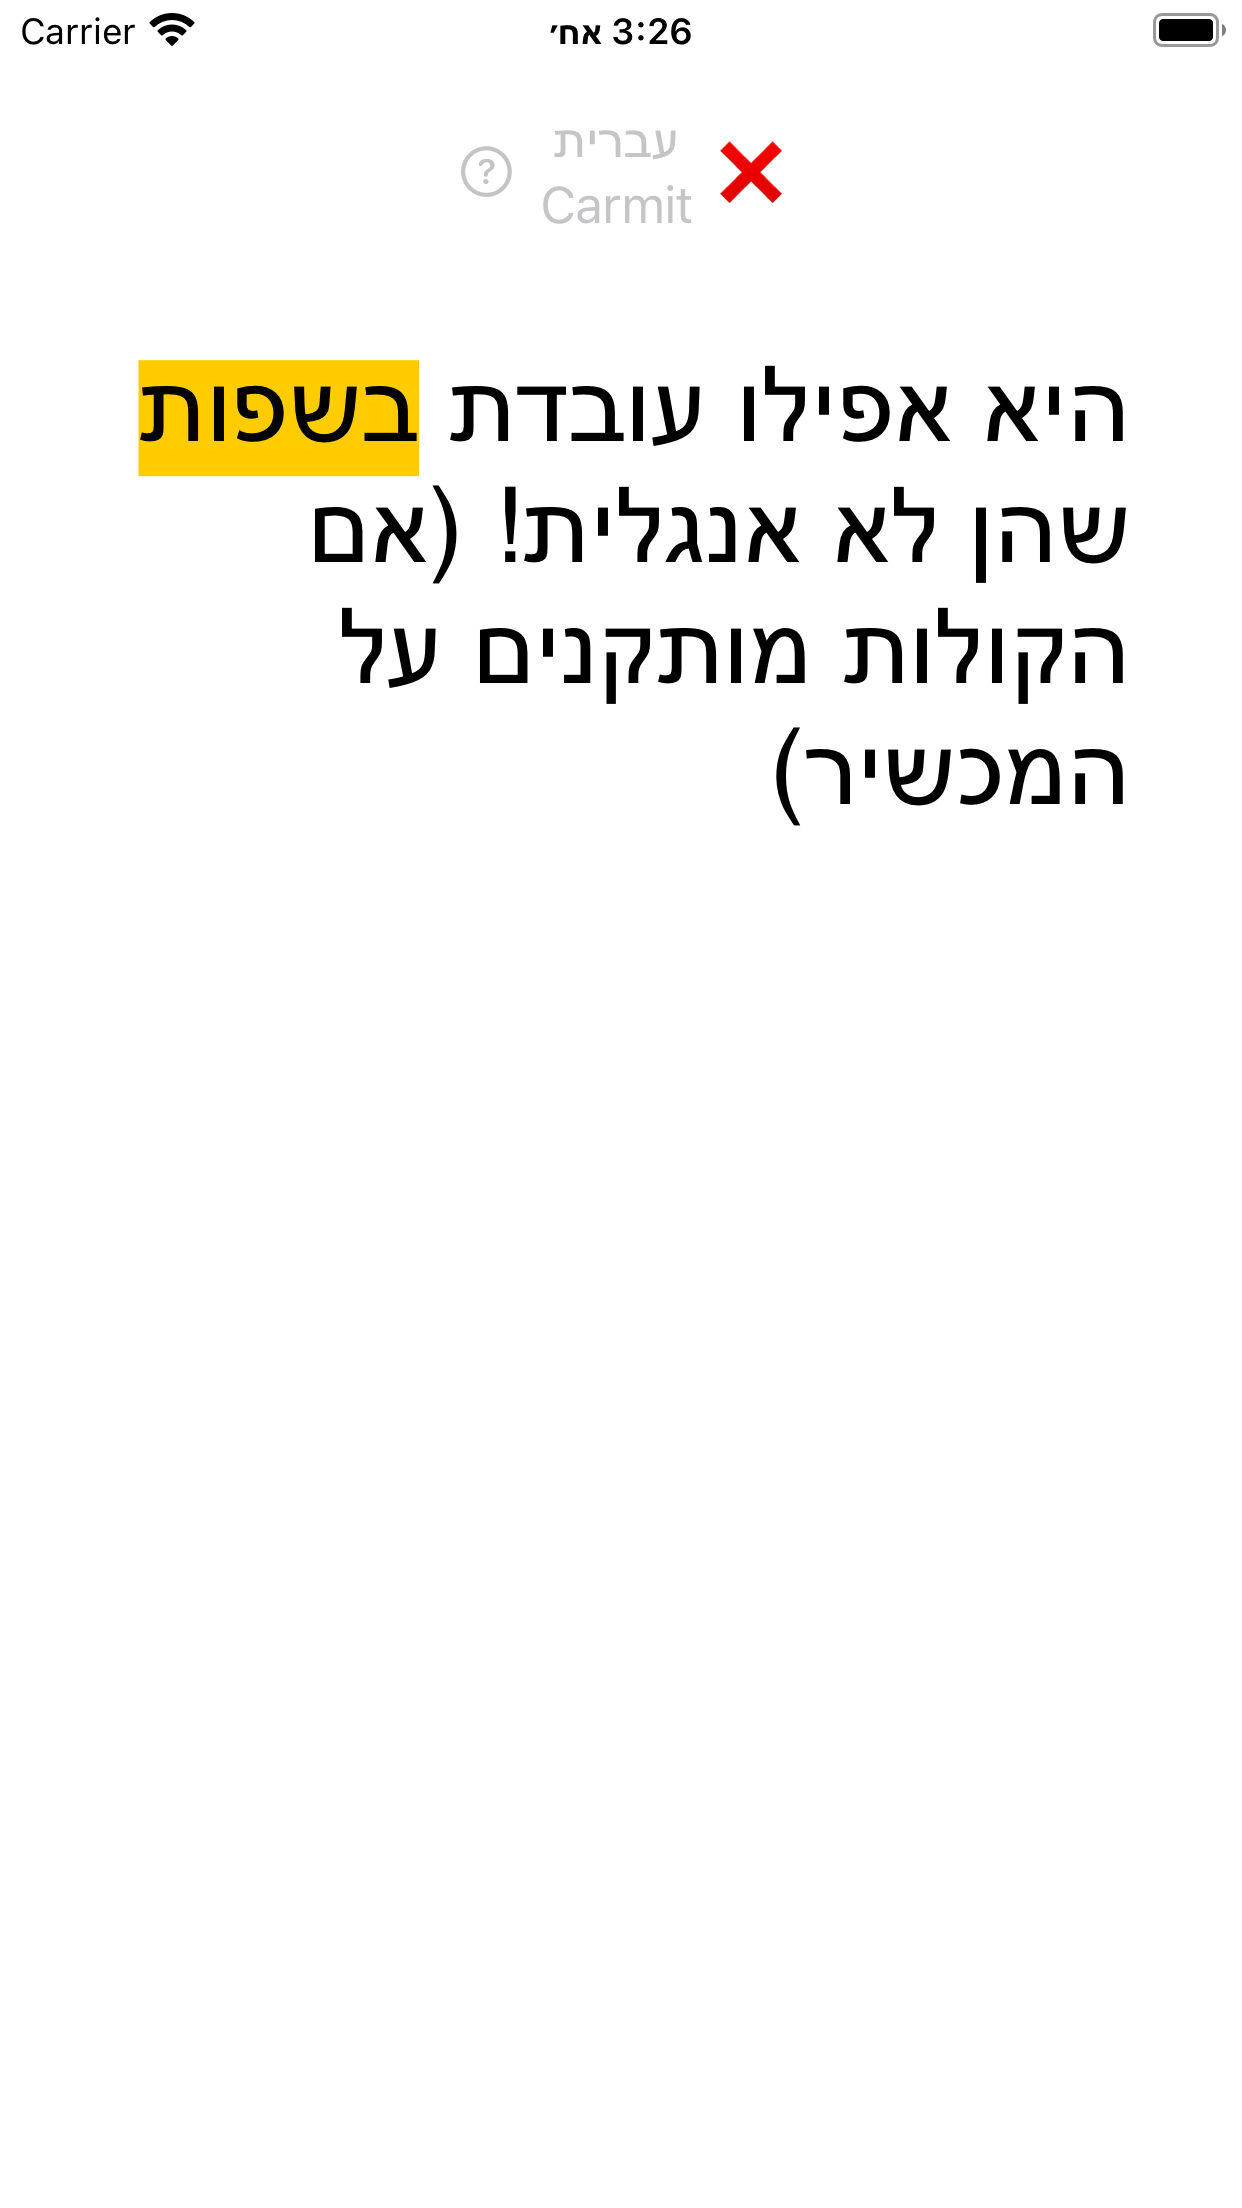 Carrier
3:26 אח׳
?
עברית
Carmit
היא אפילו עובדת בשפות
שהן לא אנגלית! (אם
הקולות מותקנים על
המכשיר)